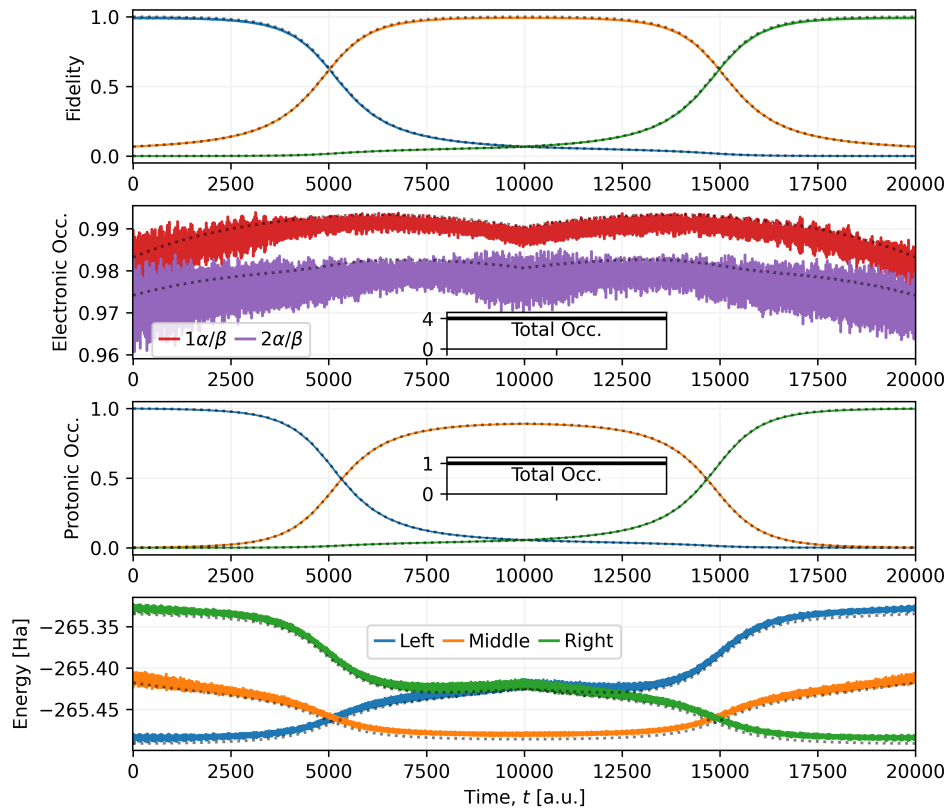 1.0
0.5
0.0
Fidelity
0 2500 5000 7500 10000 12500 15000 17500 20000
0.99
0.98
0.97
0.96
Electronic Occ.
1α/β 2α/β
4
Total Occ.
0
0 2500 5000 7500 10000 12500 15000 17500 20000
1.0
0.5
0.0
Protonic Occ.
1
Total Occ.
0
0 2500 5000 7500 10000 12500 15000 17500 20000
−265.35
−265.40
−265.45
Energy [Ha]
Left Middle Right
0 2500 5000 7500 10000 12500 15000 17500 20000
Time, t [a.u.]